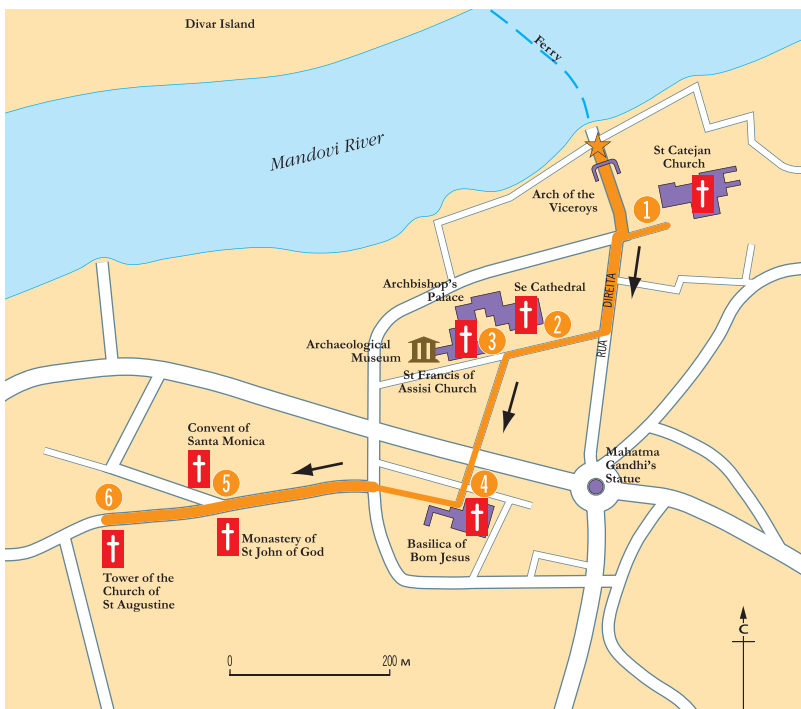 Divar Island
Ferry
Mandovi River
St Catejan
Church
Arch of the
Viceroys
1
Archbishop's
Palace
Se Cathedral
RUA DIREITA
2
3
Archaeological
Museum
St Francis of
Assisi Church
Convent of
Santa Monica
Mahatma
Gandhi's
Statue
4
5
6
Monastery of
St John of God
Basilica of
Bom Jesus
Tower of the
Church of
St Augustine
0 200 M